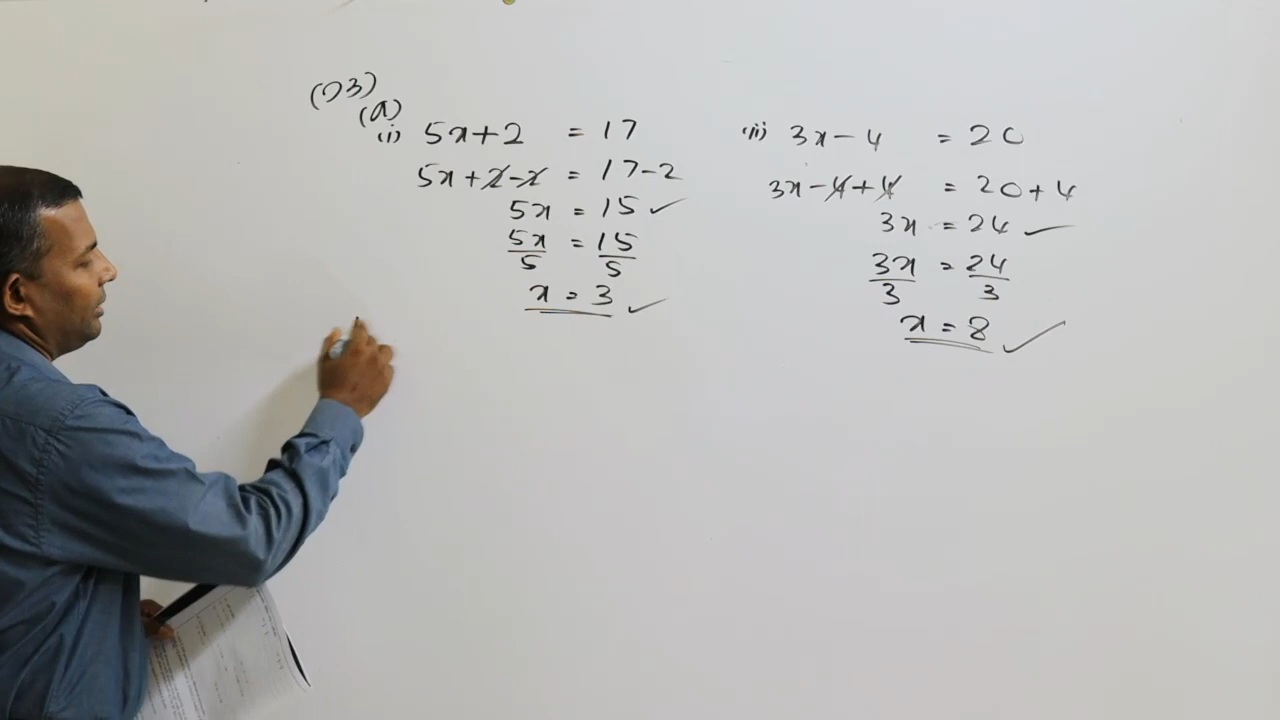 (03)
(a)
(i) 5x+2 = 17
5x+2-2 = 17-2
5x = 15 ✓
5x/5 = 15/5
x = 3 ✓
(ii) 3x-4 = 20
3x-4+4 = 20+4
3x = 24 ✓
3x/3 = 24/3
x = 8 ✓